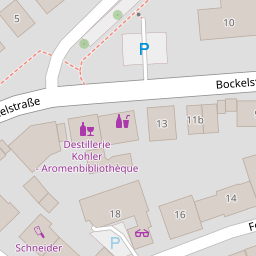 5
10
P
Bockelst
elstraße
13
11b
Destillerie
Kohler
- Aromenbibliothèque
14
18
16
P
Schneider